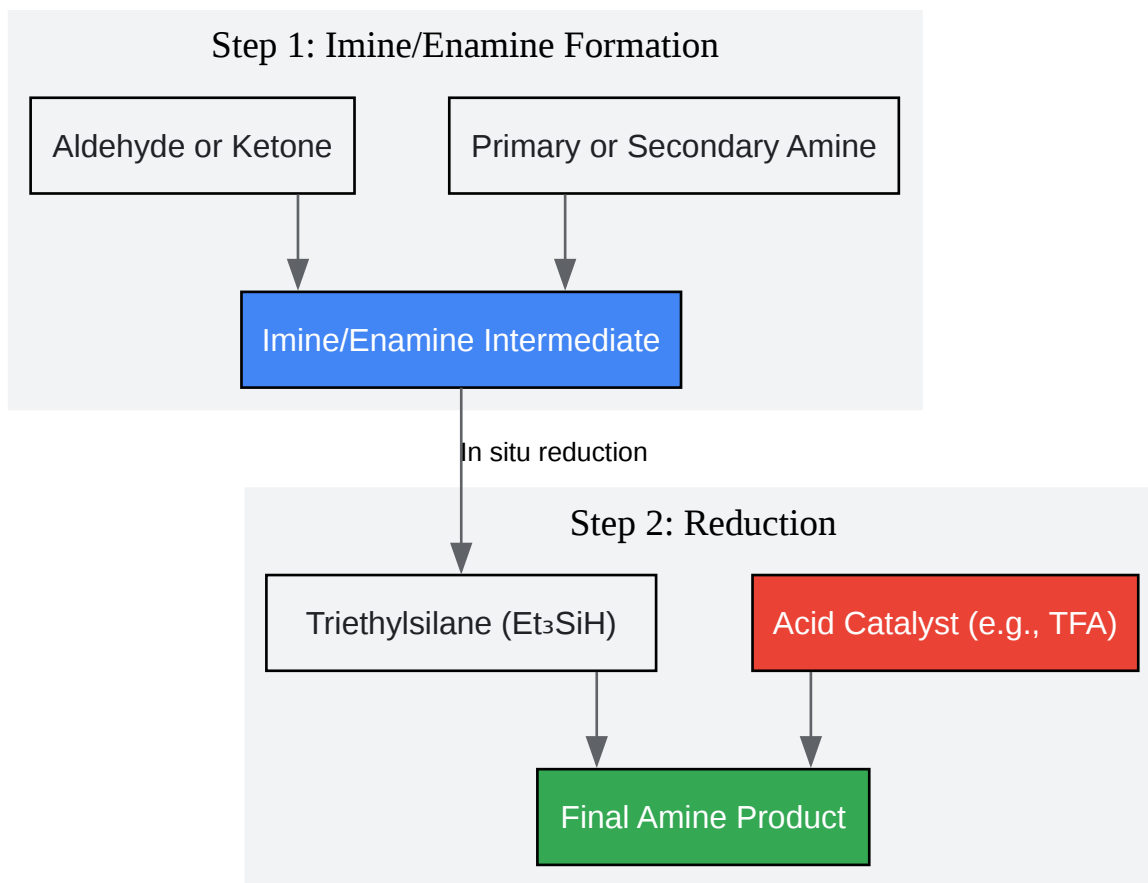 Step 1: Imine/Enamine Formation
Aldehyde or Ketone
Primary or Secondary Amine
Imine/Enamine Intermediate
In situ reduction
Step 2: Reduction
Triethylsilane (Et₃SiH)
Acid Catalyst (e.g., TFA)
Final Amine Product